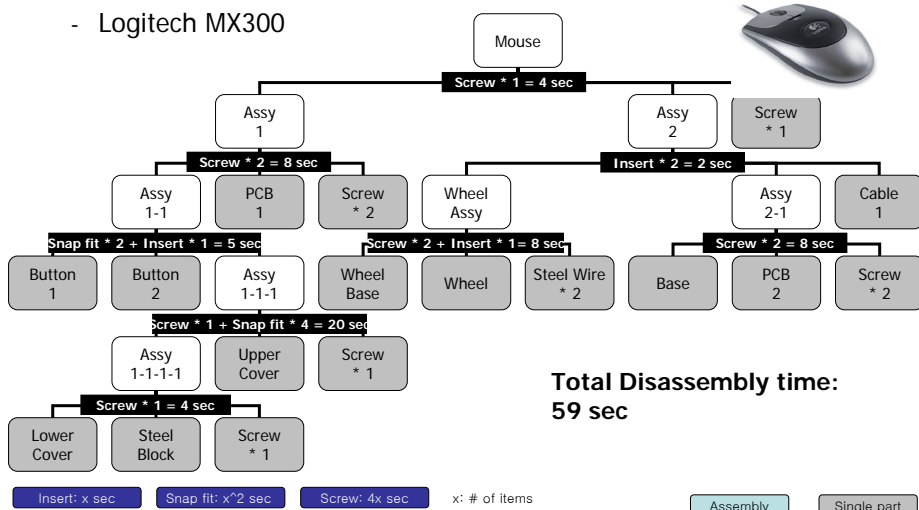 - Logitech MX300
Mouse
Screw * 1 = 4 sec
Assy
1
Assy
2
Screw
* 1
Screw * 2 = 8 sec
Insert * 2 = 2 sec
Assy
1-1
PCB
1
Screw
* 2
Wheel
Assy
Assy
2-1
Cable
1
Snap fit * 2 + Insert * 1 = 5 sec
Screw * 2 + Insert * 1= 8 sec
Screw * 2 = 8 sec
Button
1
Button
2
Assy
1-1-1
Wheel
Base
Wheel
Steel Wire
* 2
Base
PCB
2
Screw
* 2
Screw * 1 + Snap fit * 4 = 20 sec
Assy
1-1-1-1
Upper
Cover
Screw
* 1
Total Disassembly time:
59 sec
Screw * 1 = 4 sec
Lower
Cover
Steel
Block
Screw
* 1
Insert: x sec
Snap fit: x^2 sec
Screw: 4x sec
x: # of items
Assembly
Single part